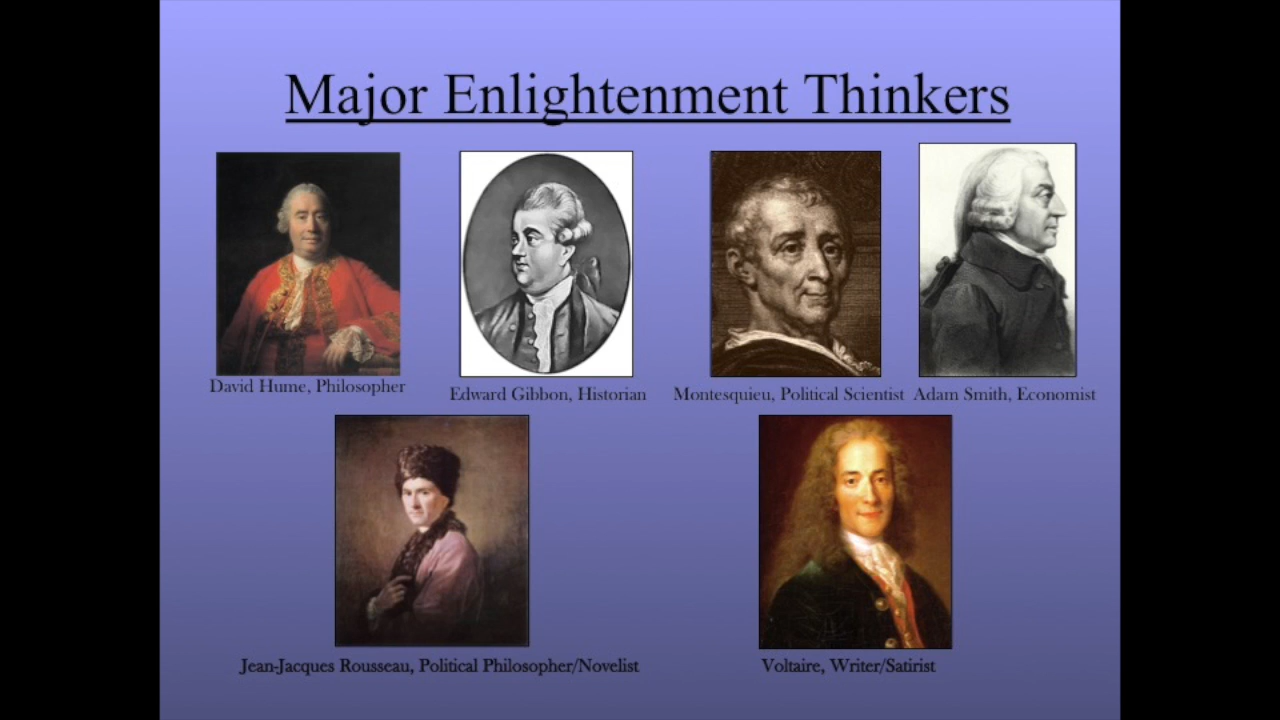 Major Enlightenment Thinkers
David Hume, Philosopher
Edward Gibbon, Historian
Montesquieu, Political Scientist
Adam Smith, Economist
Jean-Jacques Rousseau, Political Philosopher/Novelist
Voltaire, Writer/Satirist